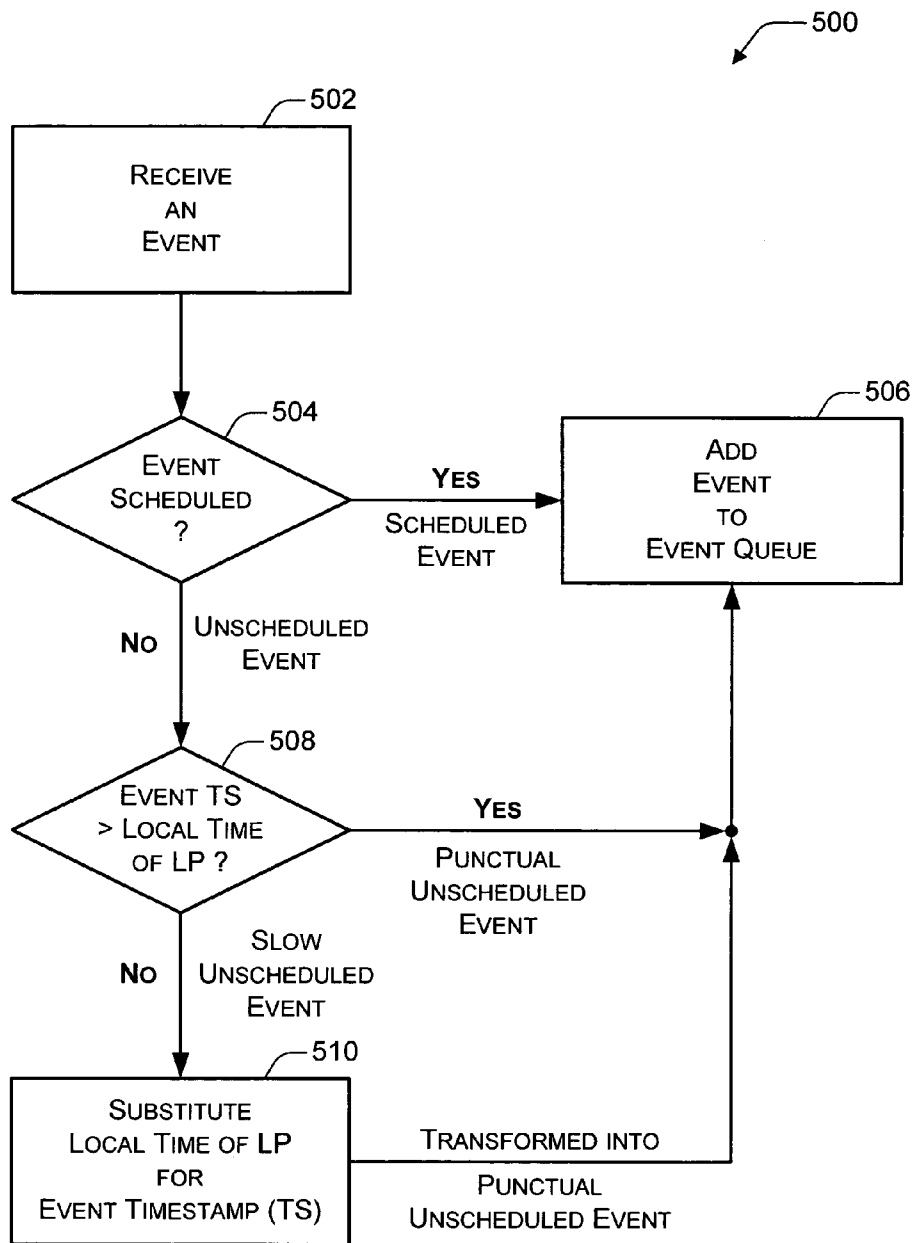 500
502
RECEIVE
AN
EVENT
504
EVENT
SCHEDULED
?
YES
SCHEDULED
EVENT
506
ADD
EVENT
TO
EVENT QUEUE
NO
UNSCHEDULED
EVENT
508
EVENT TS
> LOCAL TIME
OF LP ?
YES
PUNCTUAL
UNSCHEDULED
EVENT
NO
SLOW
UNSCHEDULED
EVENT
510
SUBSTITUTE
LOCAL TIME OF LP
FOR
EVENT TIMESTAMP (TS)
TRANSFORMED INTO
PUNCTUAL
UNSCHEDULED EVENT